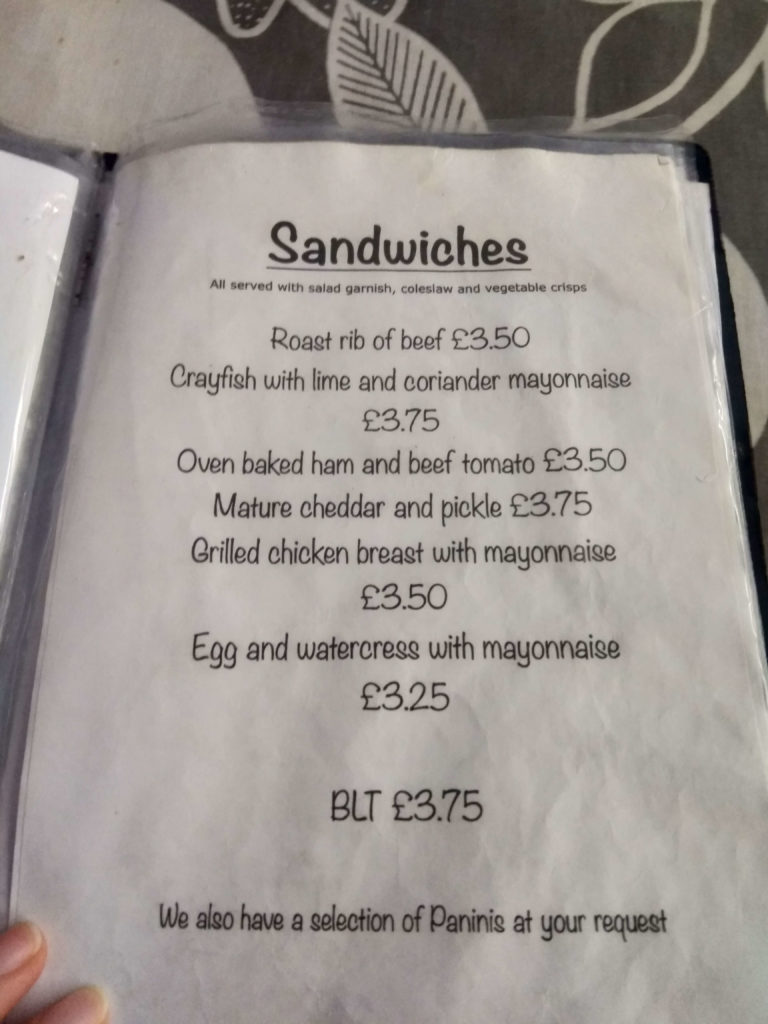 Sandwiches
All served with salad garnish, coleslaw and vegetable crisps
Roast rib of beef £3.50
Crayfish with lime and coriander mayonnaise
£3.75
Oven baked ham and beef tomato £3.50
Mature cheddar and pickle £3.75
Grilled chicken breast with mayonnaise
£3.50
Egg and watercress with mayonnaise
£3.25
BLT £3.75
We also have a selection of Paninis at your request